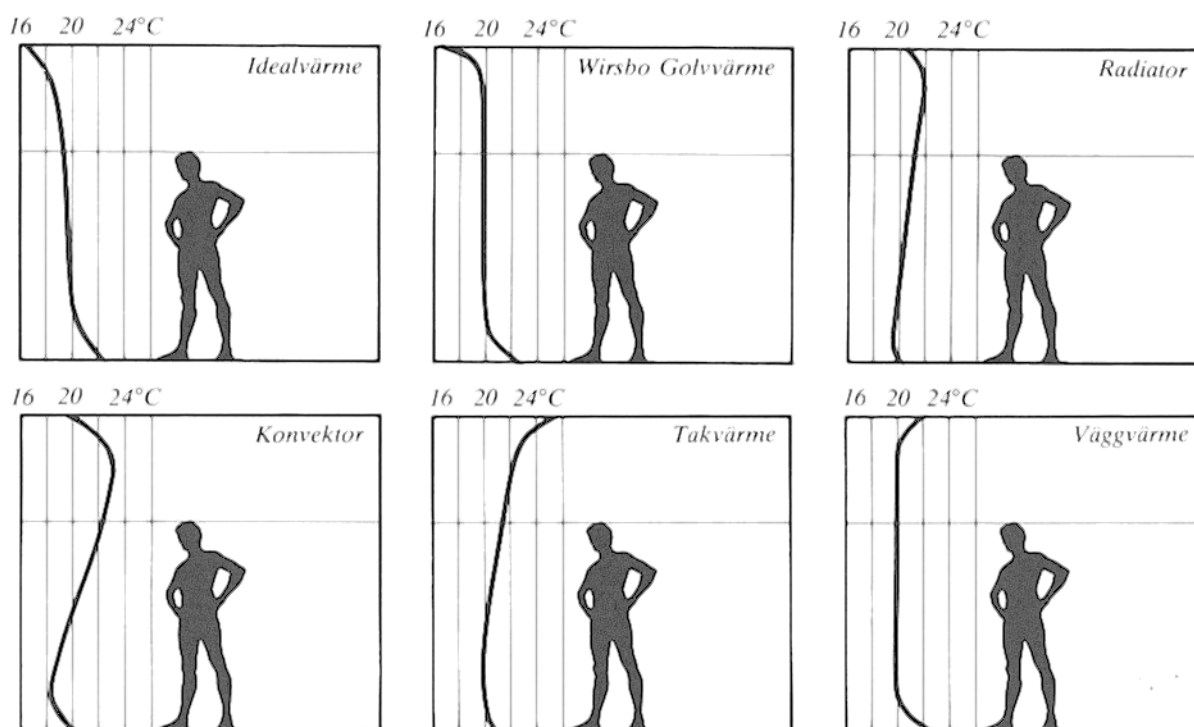 16 20 24°C
Idealvärme
16 20 24°C
Wirsbo Golvvärme
16 20 24°C
Radiator
16 20 24°C
Konvektor
16 20 24°C
Takvärme
16 20 24°C
Väggvärme